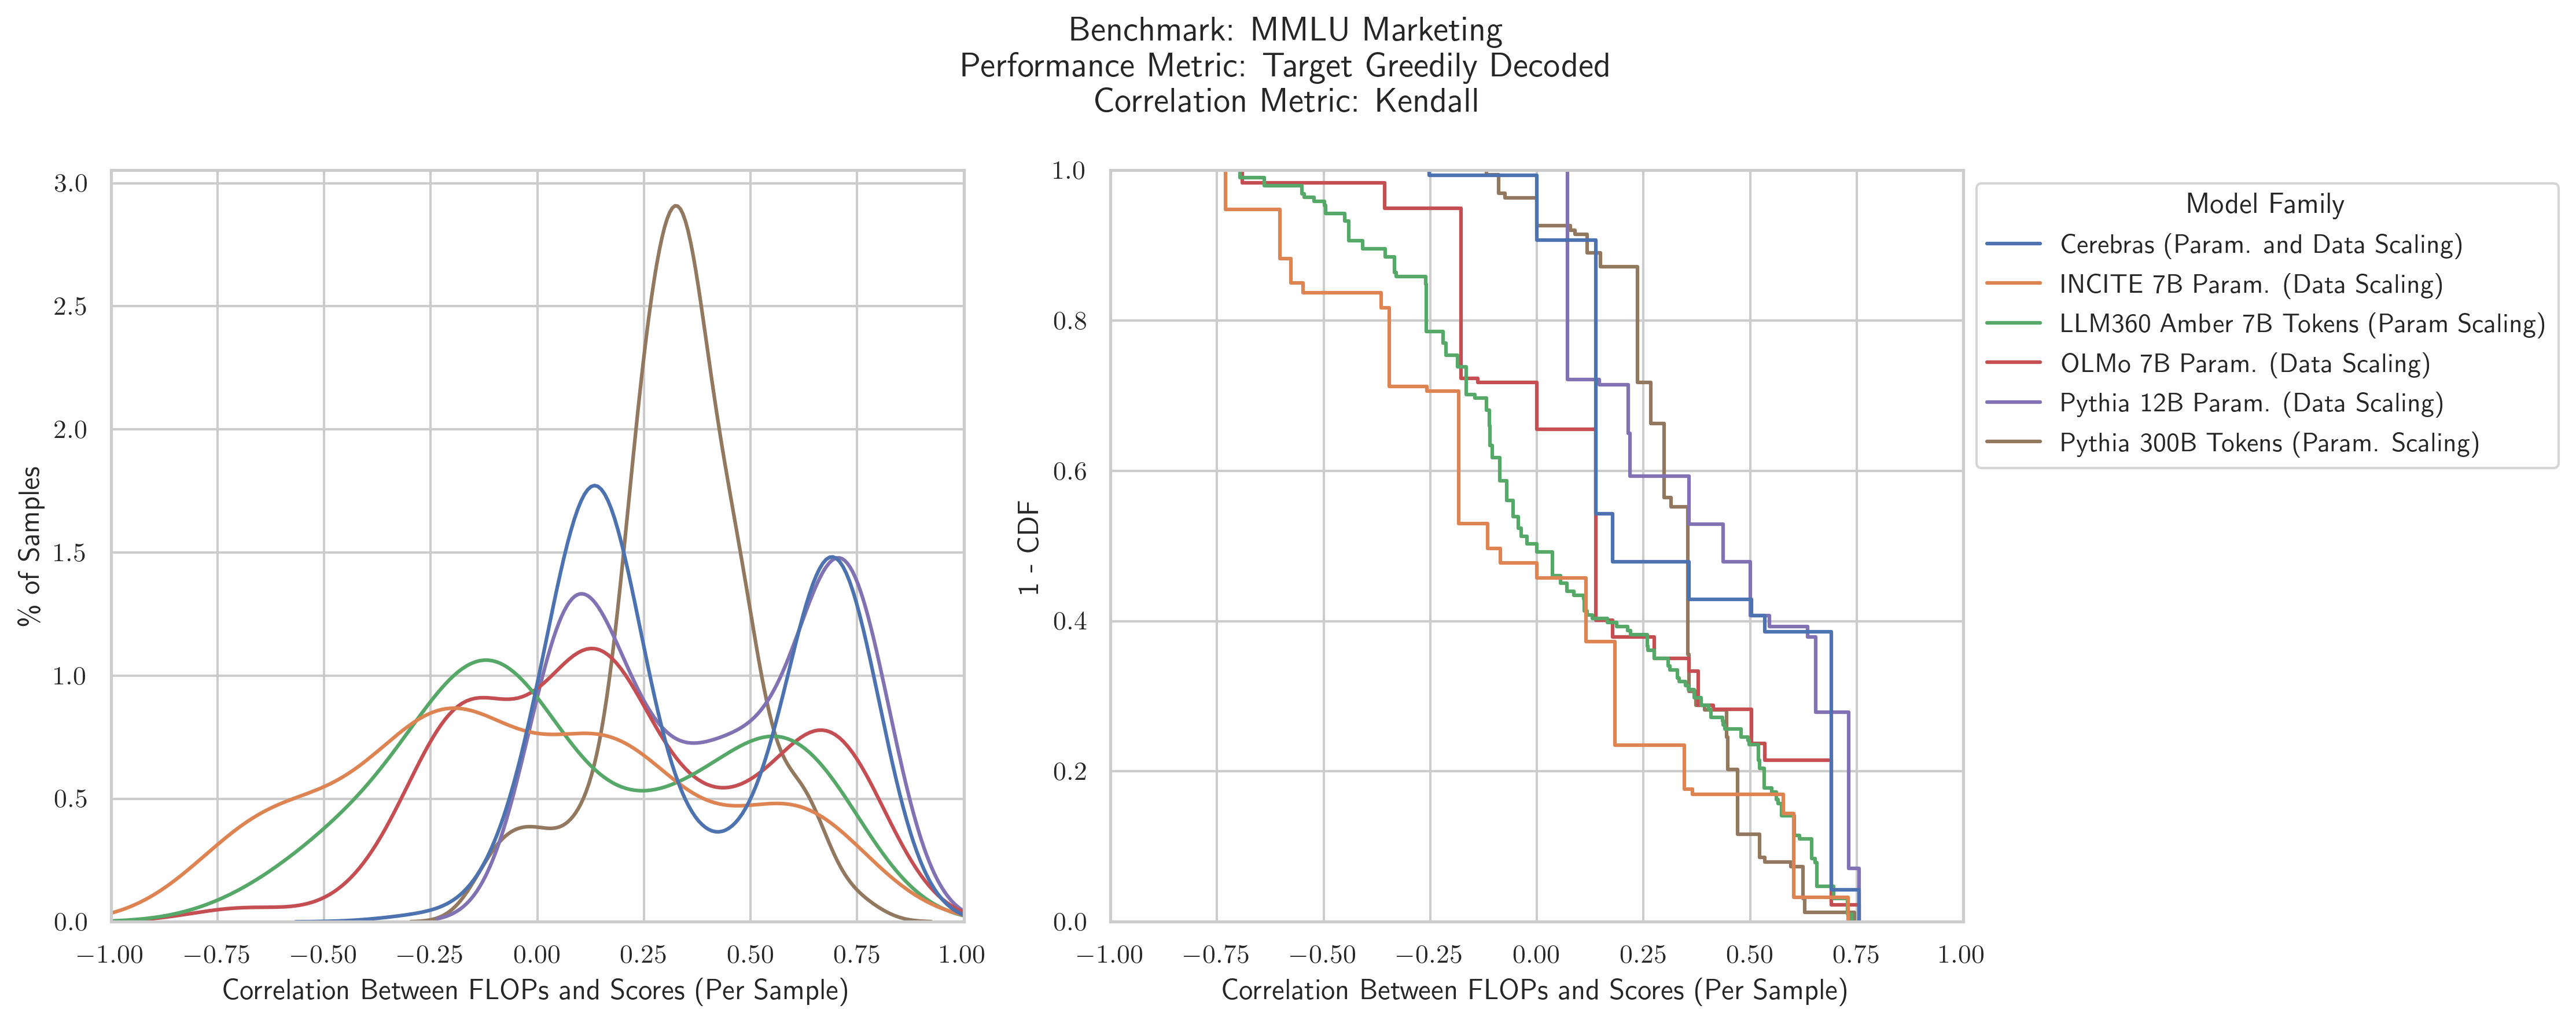 Benchmark: MMLU Marketing
Performance Metric: Target Greedily Decoded
Correlation Metric: Kendall
% of Samples
3.0
2.5
2.0
1.5
1.0
0.5
0.0
−1.00 −0.75 −0.50 −0.25 0.00 0.25 0.50 0.75 1.00
Correlation Between FLOPs and Scores (Per Sample)
1 - CDF
1.0
0.8
0.6
0.4
0.2
0.0
−1.00 −0.75 −0.50 −0.25 0.00 0.25 0.50 0.75 1.00
Correlation Between FLOPs and Scores (Per Sample)
Model Family
Cerebras (Param. and Data Scaling)
INCITE 7B Param. (Data Scaling)
LLM360 Amber 7B Tokens (Param Scaling)
OLMo 7B Param. (Data Scaling)
Pythia 12B Param. (Data Scaling)
Pythia 300B Tokens (Param. Scaling)